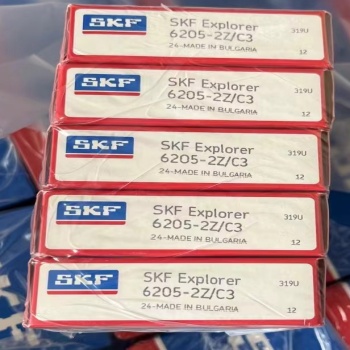 SKF
SKF Explorer
319U
6205-2Z/C3
24-MADE IN BULGARIA
12
SKF
SKF Explorer
319U
6205-2Z/C3
24-MADE IN BULGARIA
12
SKF
SKF Explorer
319U
6205-2Z/C3
24-MADE IN BULGARIA
12
SKF
SKF Explorer
319U
6205-2Z/C3
24-MADE IN BULGARIA
12
SKF
SKF Explorer
319U
6205-2Z/C3
24-MADE IN BULGARIA
12